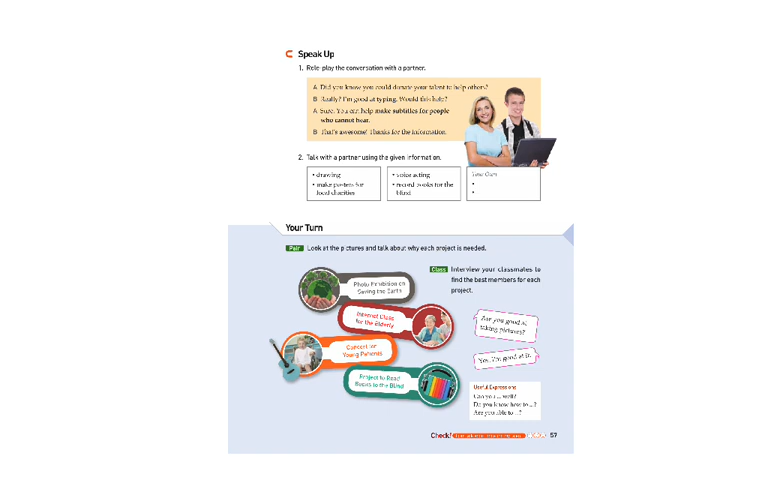 C Speak Up
1. Role-play the conversation with a partner.
A Did you know you could donate your talent to help others?
B Really? I'm good at typing. Would this help?
A Sure. You can help make subtitles for people
who cannot hear.
B That's awesome! Thanks for the information.
2. Talk with a partner using the given information.
• drawing
• make posters for
local charities
• voice acting
• record books for the
blind
Your Own
•
•
Your Turn
Pair Look at the pictures and talk about why each project is needed.
Class Interview your classmates to
find the best members for each
project.
Photo Exhibition on
Saving the Earth
Internet Class
for the Elderly
Concert for
Young Patients
Project to Read
Books to the Blind
Are you good at
taking pictures?
Yes, I'm good at it.
Useful Expressions
Can you ... well?
Do you know how to ...?
Are you able to ...?
Check!
57